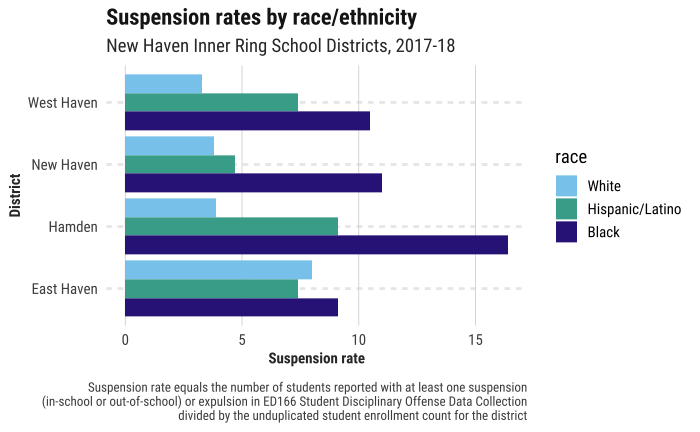 Suspension rates by race/ethnicity
New Haven Inner Ring School Districts, 2017-18
District
West Haven
New Haven
Hamden
East Haven
0 5 10 15
Suspension rate
race
White
Hispanic/Latino
Black
Suspension rate equals the number of students reported with at least one suspension
(in-school or out-of-school) or expulsion in ED166 Student Disciplinary Offense Data Collection
divided by the unduplicated student enrollment count for the district